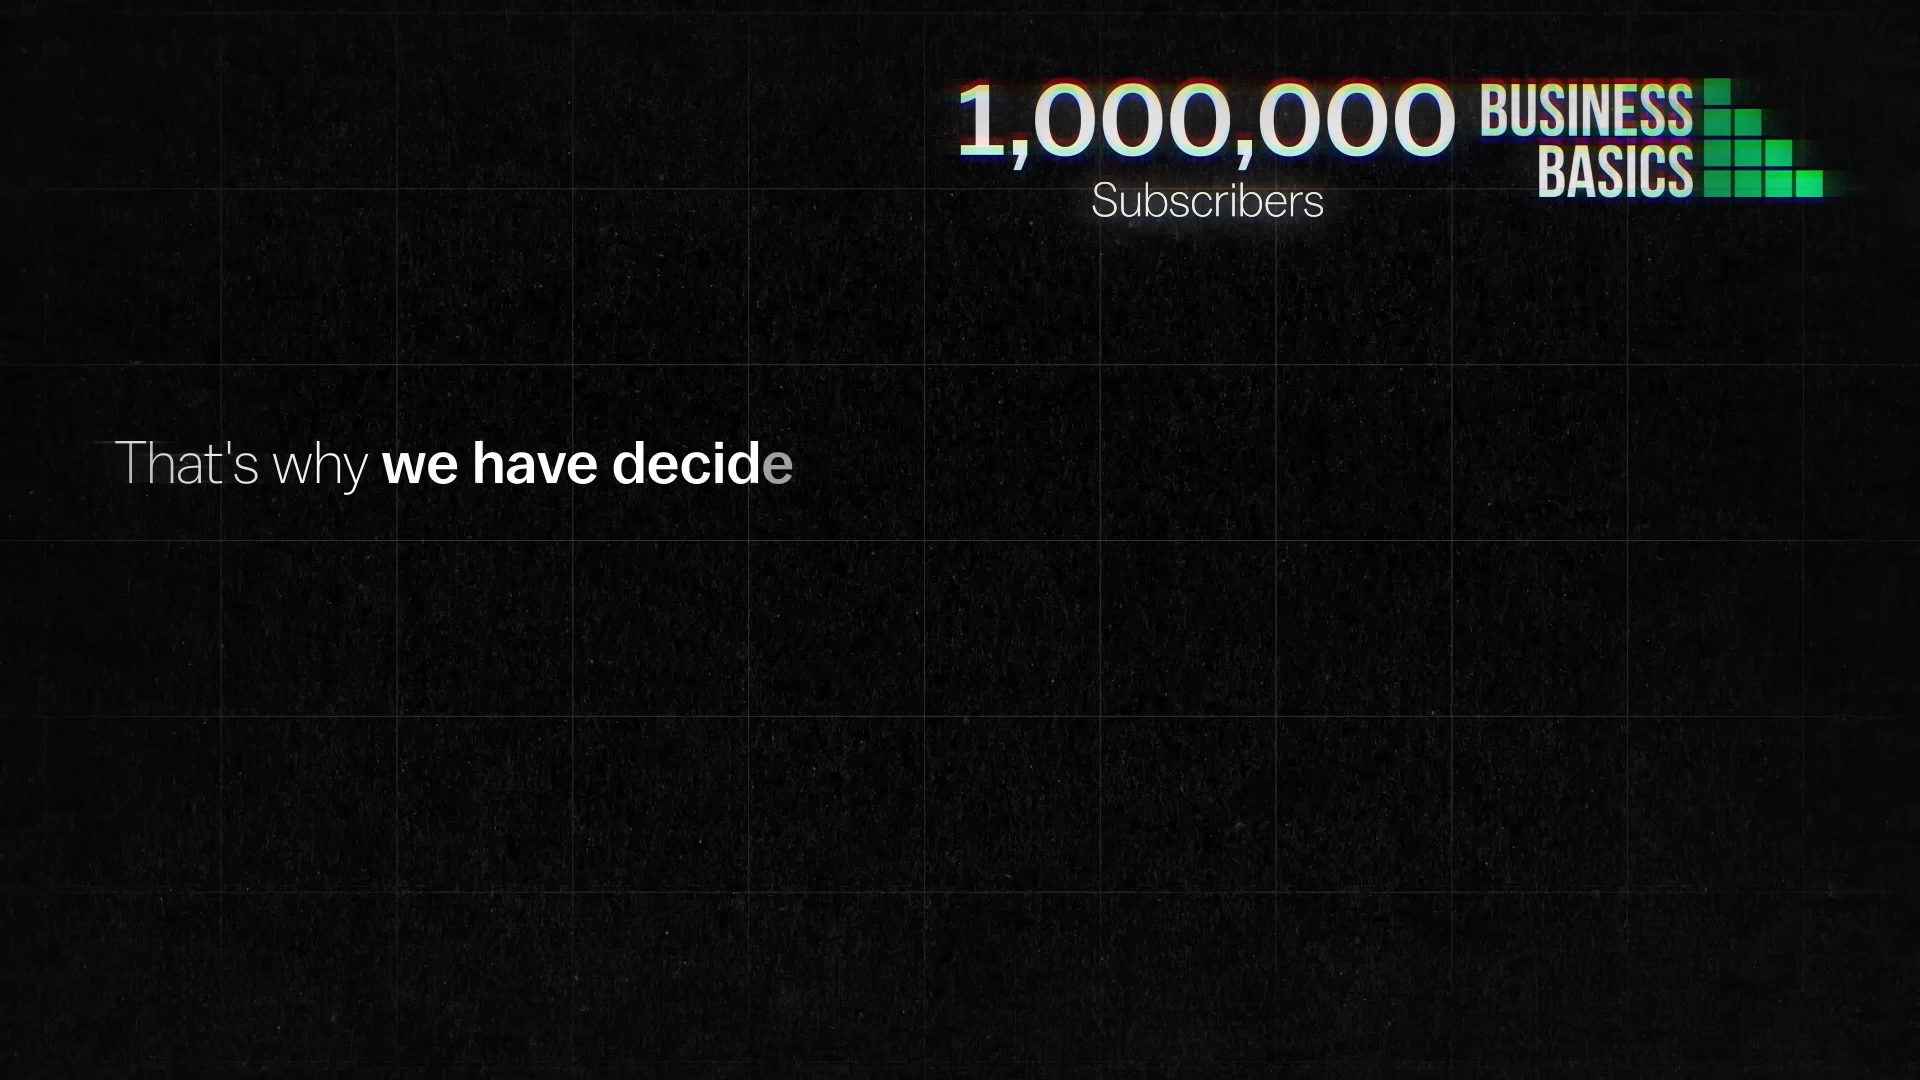 1,000,000
Subscribers
BUSINESS
BASICS
That's why we have decide